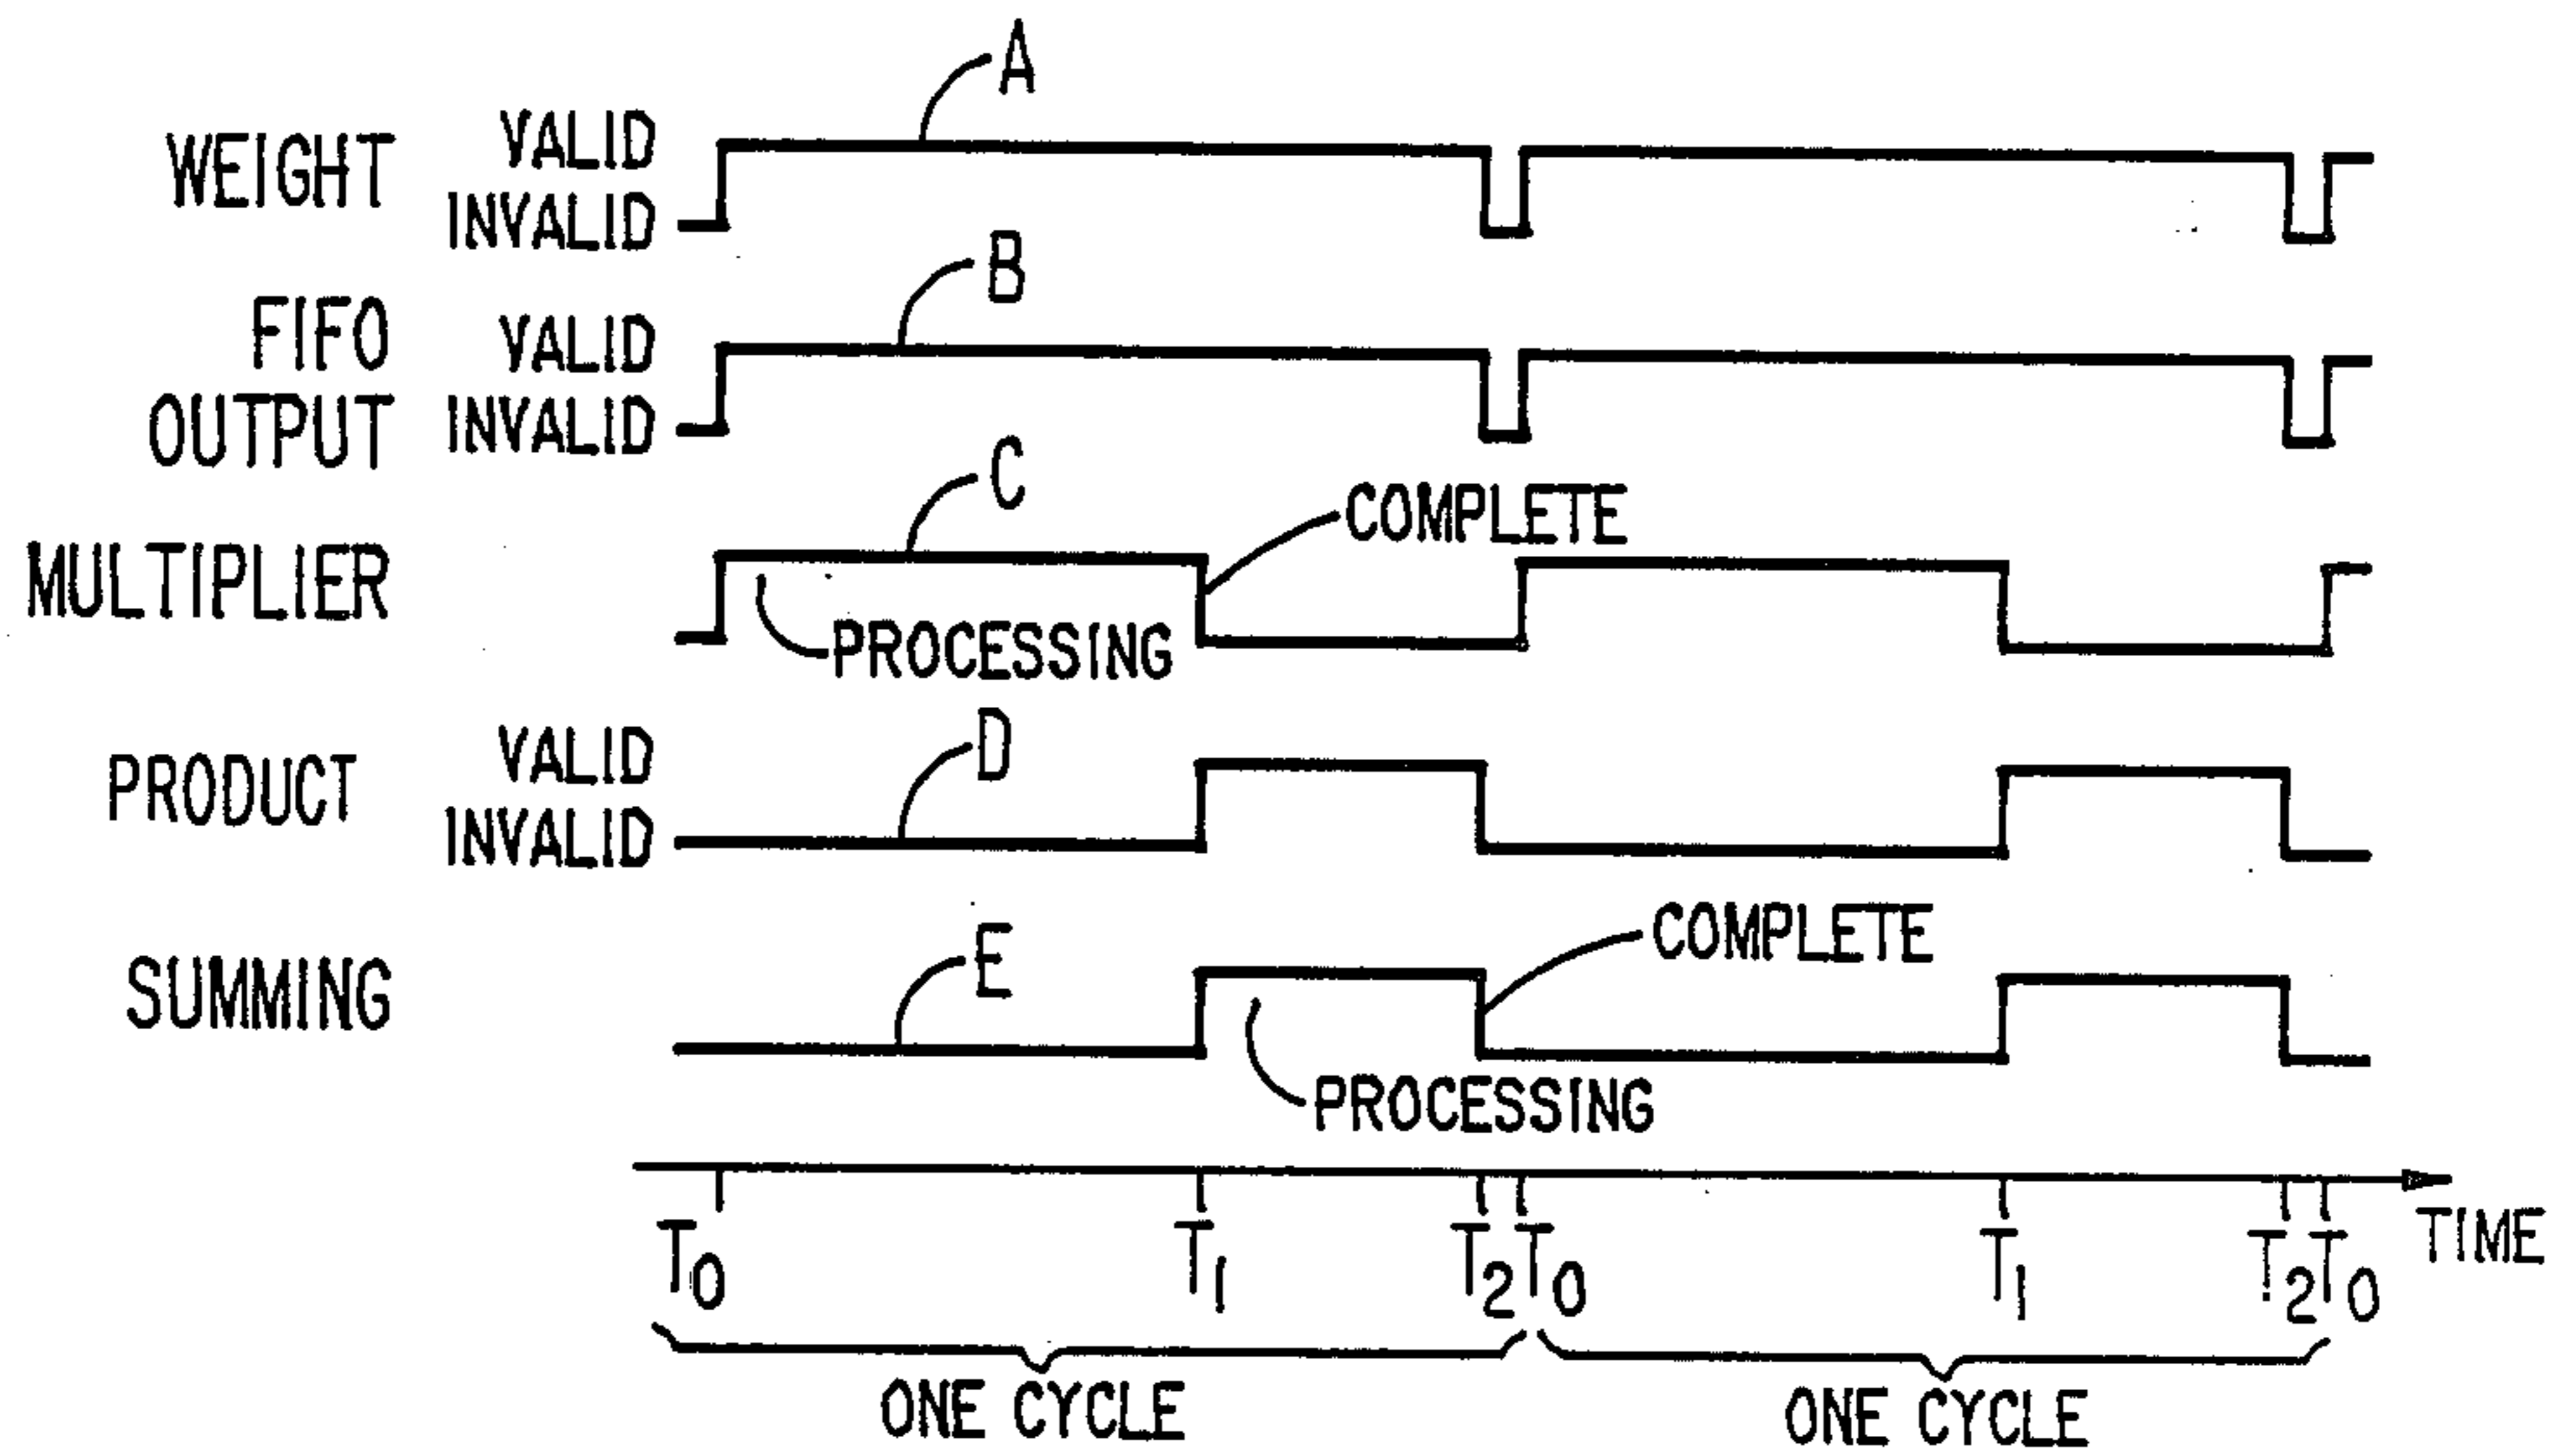 A
WEIGHT VALID
INVALID
B
FIFO OUTPUT VALID
INVALID
C
MULTIPLIER COMPLETE
PROCESSING
D
PRODUCT VALID
INVALID
E
SUMMING COMPLETE
PROCESSING
T0 T1 T2 T0 T1 T2 T0 TIME
ONE CYCLE ONE CYCLE